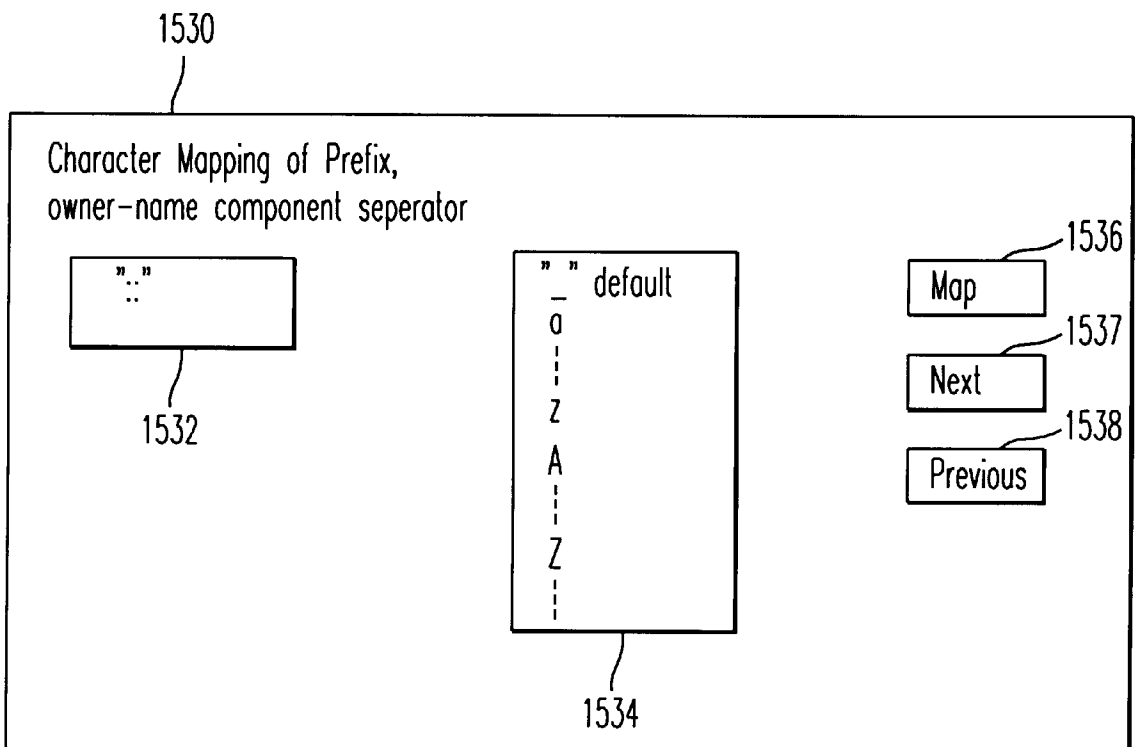 1530
Character Mapping of Prefix,
owner-name component seperator
"::"
"_" default
a
z
A
Z
Map
Next
Previous
1536
1537
1538
1532
1534